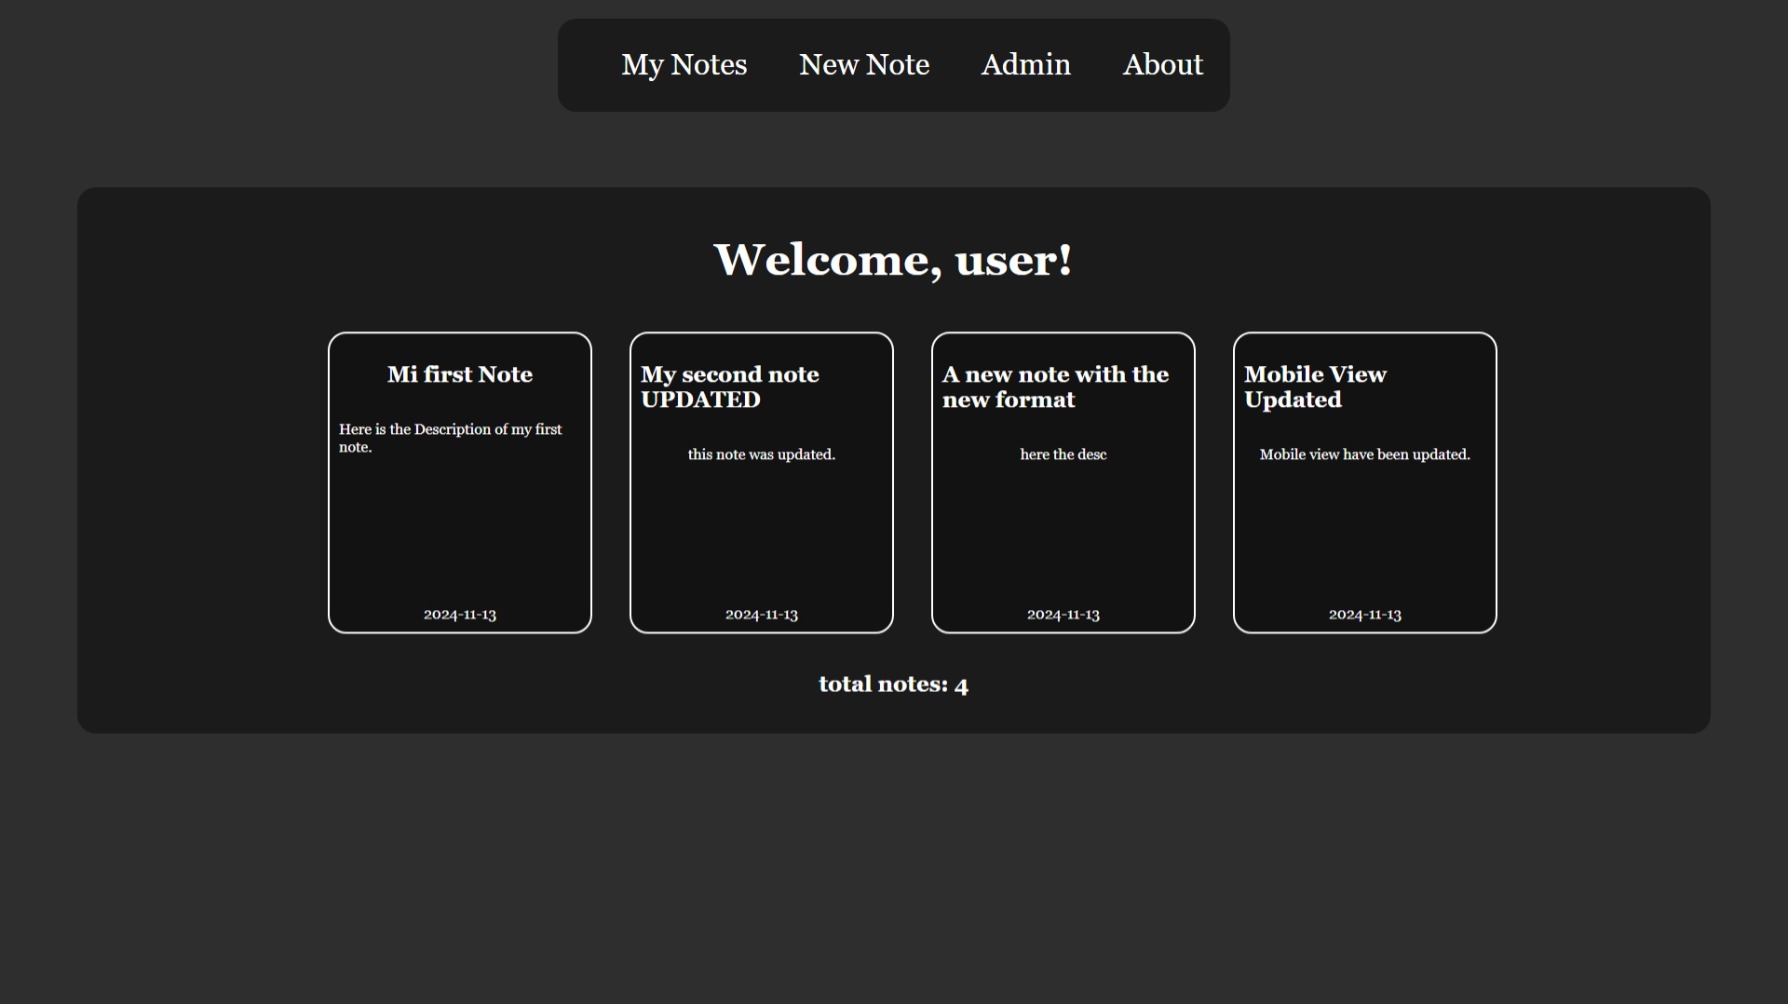 My Notes New Note Admin About
Welcome, user!
Mi first Note
Here is the Description of my first
note.
2024-11-13
My second note
UPDATED
this note was updated.
2024-11-13
A new note with the
new format
here the desc
2024-11-13
Mobile View
Updated
Mobile view have been updated.
2024-11-13
total notes: 4